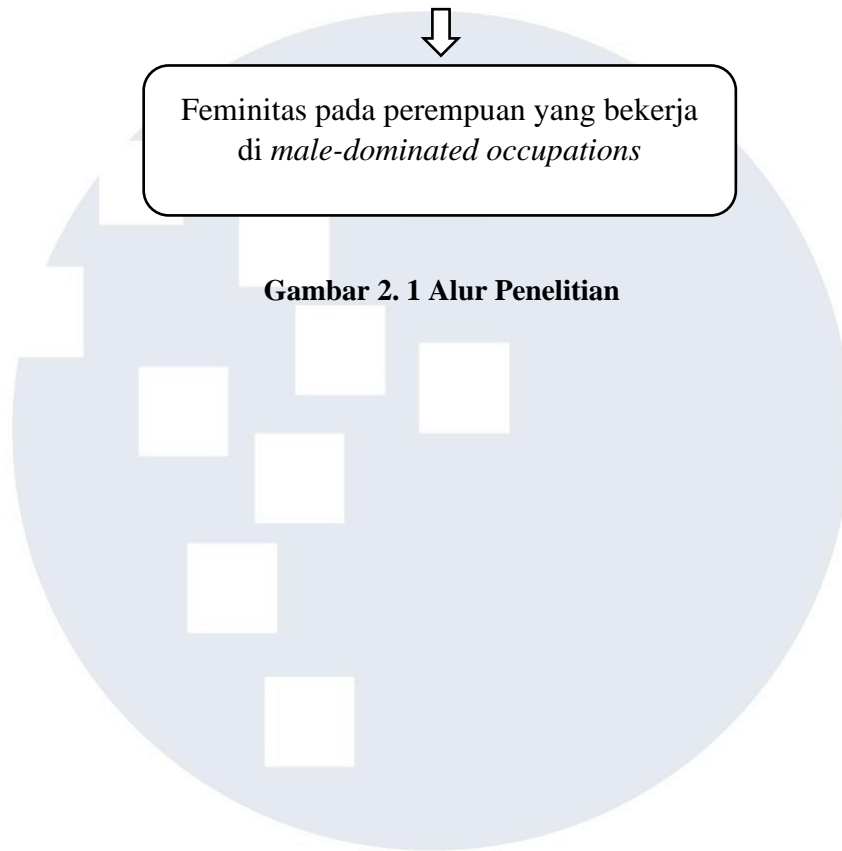 Feminitas pada perempuan yang bekerja
di male-dominated occupations
Gambar 2. 1 Alur Penelitian